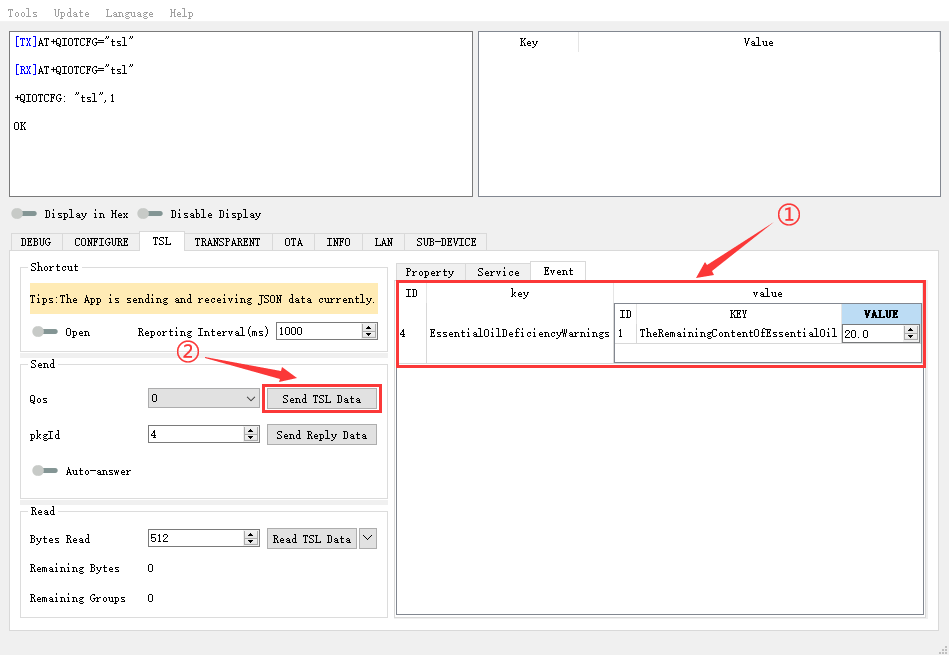 Tools Update Language Help
[TX]AT+QIOTCFG="tsl"
[RX]AT+QIOTCFG="tsl"
+QIOTCFG: "tsl",1
OK
Key Value
Display in Hex Disable Display
①
DEBUG CONFIGURE TSL TRANSPARENT OTA INFO LAN SUB-DEVICE
Shortcut
Tips:The App is sending and receiving JSON data currently.
Open Reporting Interval(ms) 1000
②
Send
Qos 0 Send TSL Data
pkgId 4 Send Reply Data
Auto-answer
Read
Bytes Read 512 Read TSL Data
Remaining Bytes 0
Remaining Groups 0
Property Service Event
ID key value
4 EssentialOilDeficiencyWarnings
ID KEY VALUE
1 TheRemainingContentOfEssentialOil 20.0